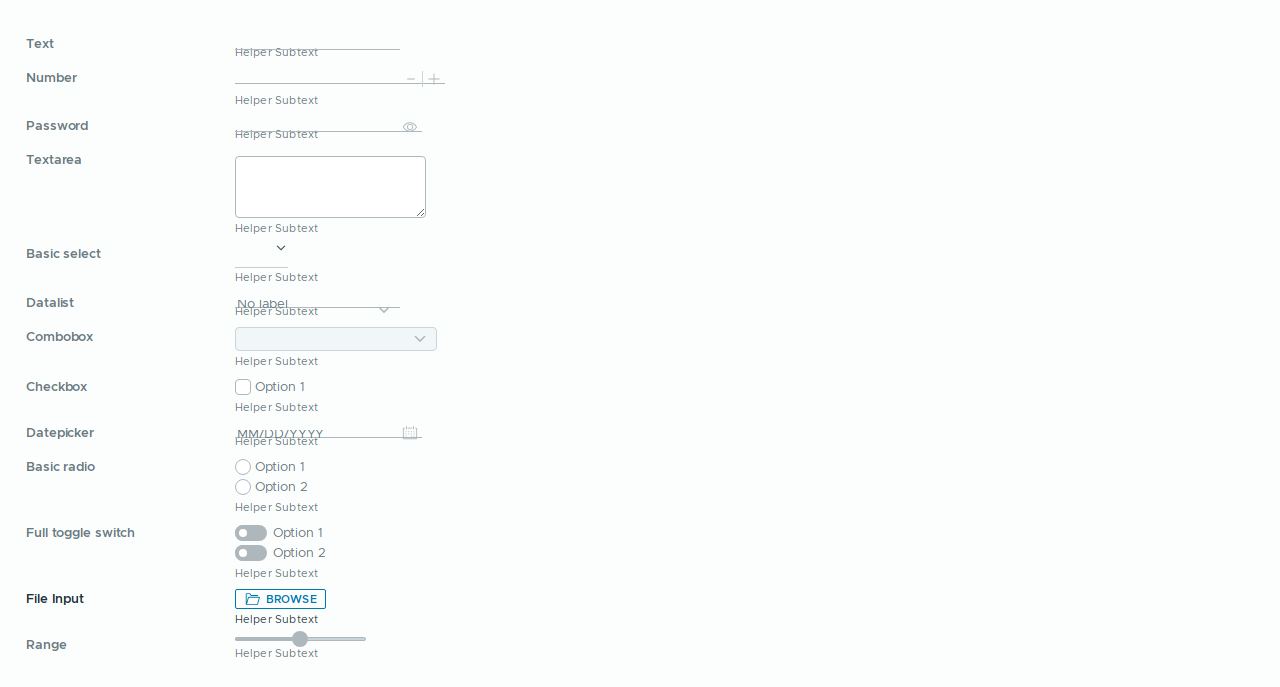 Text
Helper Subtext
Number
Helper Subtext
Password
Helper Subtext
Textarea
Helper Subtext
Basic select
Helper Subtext
Datalist No label
Helper Subtext
Combobox
Helper Subtext
Checkbox Option 1
Helper Subtext
Datepicker MM/DD/YYYY
Helper Subtext
Basic radio Option 1
Option 2
Helper Subtext
Full toggle switch Option 1
Option 2
Helper Subtext
File Input BROWSE
Helper Subtext
Range
Helper Subtext